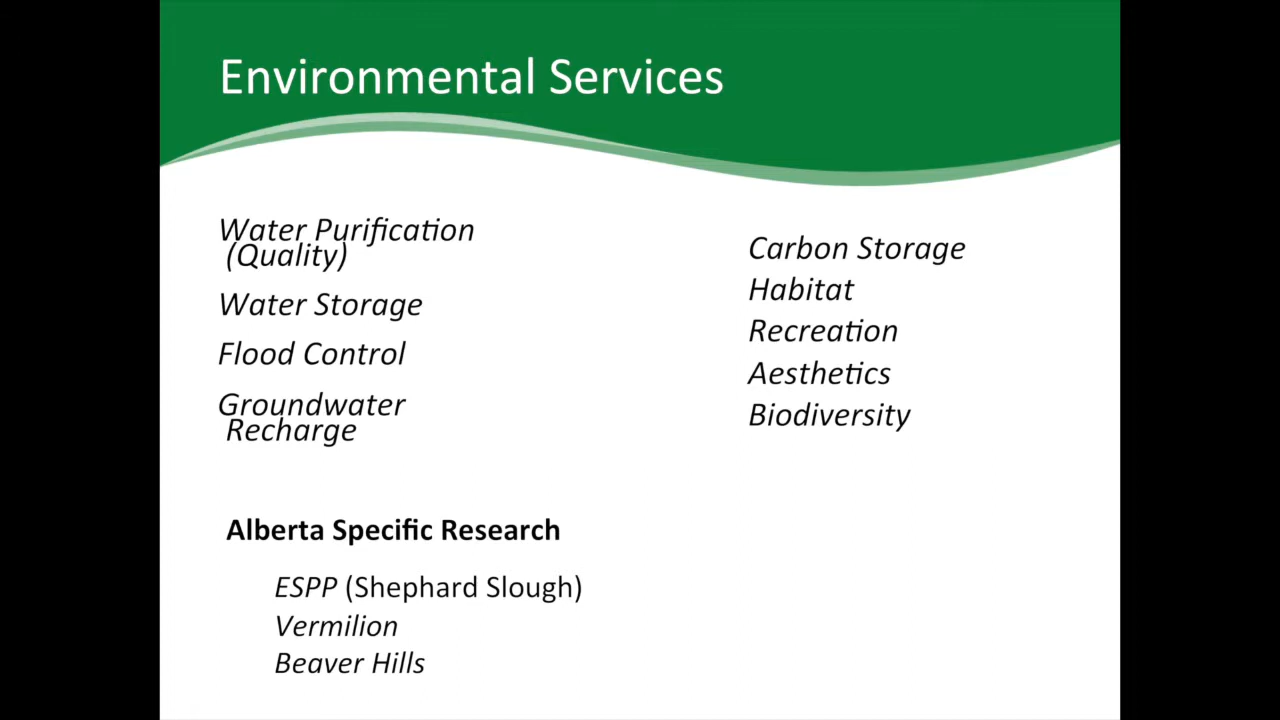 Environmental Services
Water Purification
(Quality)
Water Storage
Flood Control
Groundwater
Recharge
Carbon Storage
Habitat
Recreation
Aesthetics
Biodiversity
Alberta Specific Research
ESPP (Shephard Slough)
Vermilion
Beaver Hills